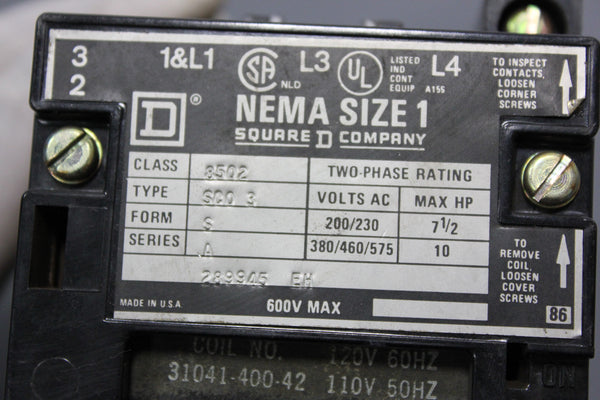 3 1&L1 CSA NLD L3 UL LISTED IND CONT EQUIP A156 L4
2
TO INSPECT CONTACTS, LOOSEN CORNER SCREWS
D ®
NEMA SIZE 1
SQUARE D COMPANY
CLASS 8502 TWO-PHASE RATING
TYPE SCO 3 VOLTS AC MAX HP
FORM S 200/230 7 1/2
SERIES A 380/460/575 10
289945 EH
TO REMOVE COIL, LOOSEN COVER SCREWS
MADE IN U.S.A. 600V MAX 86
COIL NO. 120V 60HZ
31041-400-42 110V 50HZ
ON